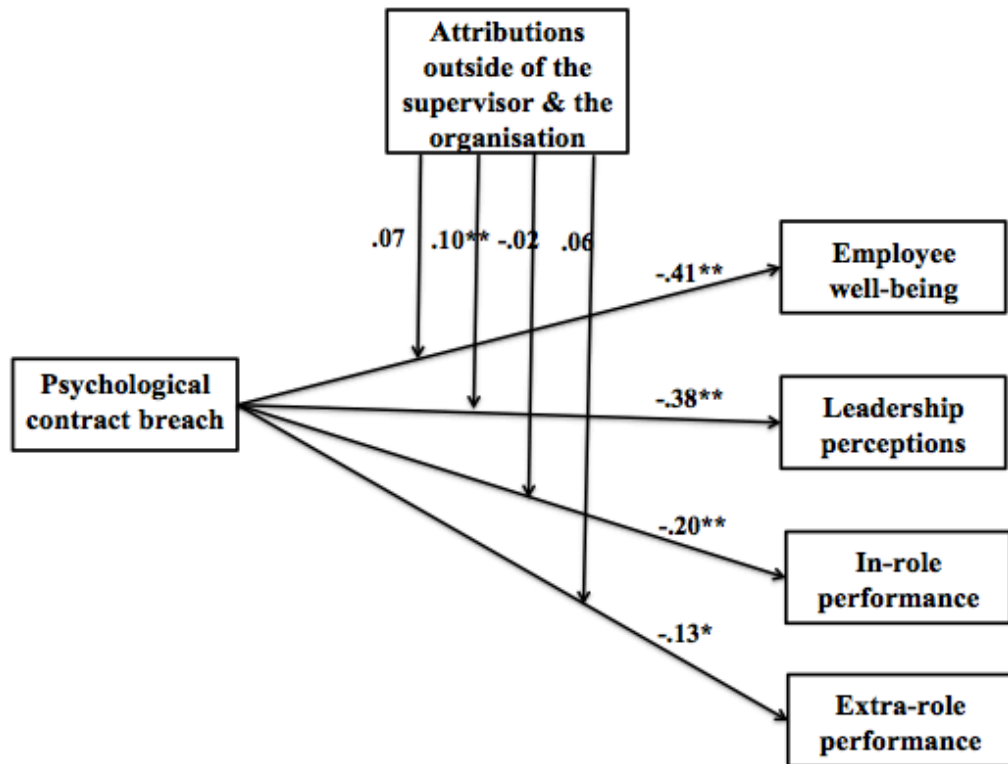 Attributions
outside of the
supervisor & the
organisation
.07
.10**
-.02
.06
-.41**
Employee
well-being
Psychological
contract breach
-.38**
Leadership
perceptions
-.20**
In-role
performance
-.13*
Extra-role
performance